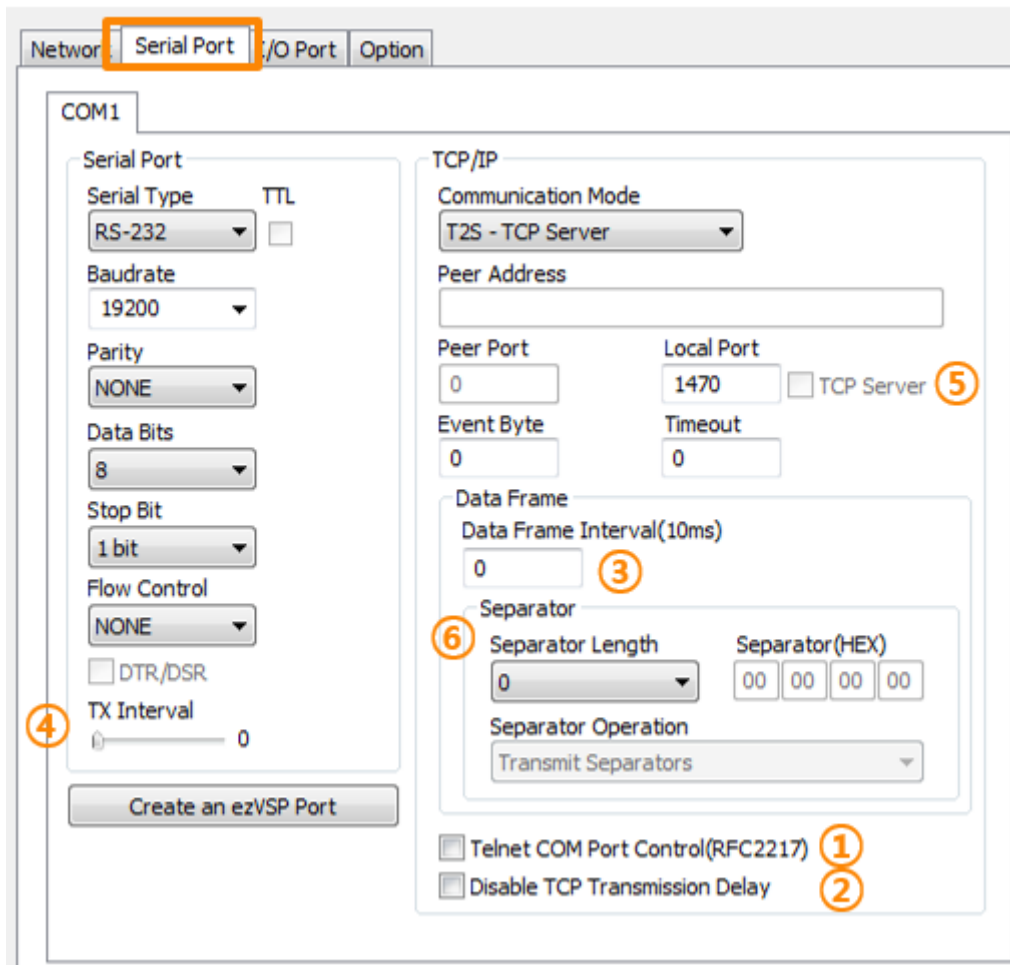 Network Serial Port I/O Port Option
COM1
Serial Port
Serial Type TTL
RS-232
Baudrate
19200
Parity
NONE
Data Bits
8
Stop Bit
1 bit
Flow Control
NONE
DTR/DSR
④ TX Interval
0
Create an ezVSP Port
TCP/IP
Communication Mode
T2S - TCP Server
Peer Address
Peer Port Local Port
0 1470 TCP Server ⑤
Event Byte Timeout
0 0
Data Frame
Data Frame Interval(10ms)
0 ③
Separator
⑥ Separator Length Separator(HEX)
0 00 00 00 00
Separator Operation
Transmit Separators
Telnet COM Port Control(RFC2217) ①
Disable TCP Transmission Delay ②